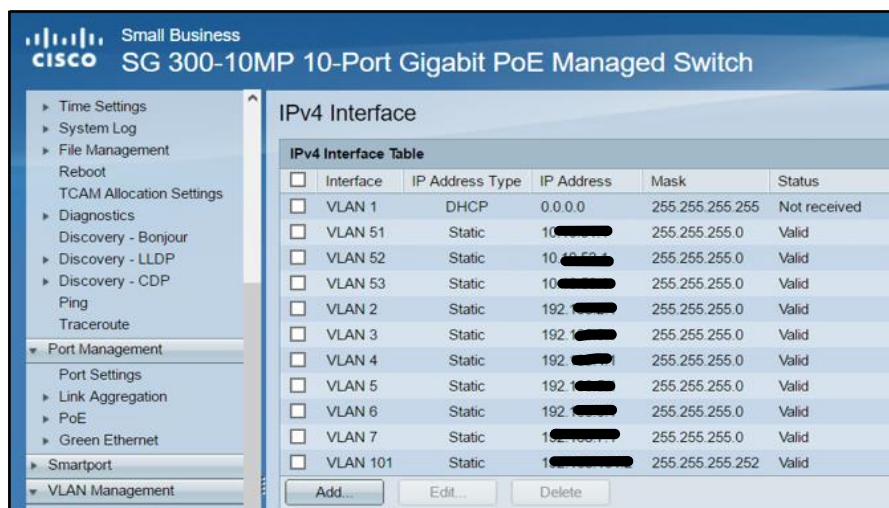 Small Business
CISCO SG 300-10MP 10-Port Gigabit PoE Managed Switch
Time Settings
System Log
File Management
Reboot
TCAM Allocation Settings
Diagnostics
Discovery - Bonjour
Discovery - LLDP
Discovery - CDP
Ping
Traceroute
Port Management
Port Settings
Link Aggregation
PoE
Green Ethernet
Smartport
VLAN Management
IPv4 Interface
IPv4 Interface Table
Interface IP Address Type IP Address Mask Status
VLAN 1 DHCP 0.0.0.0 255.255.255.255 Not received
VLAN 51 Static 10. 255.255.255.0 Valid
VLAN 52 Static 10. 255.255.255.0 Valid
VLAN 53 Static 10 255.255.255.0 Valid
VLAN 2 Static 192. 255.255.255.0 Valid
VLAN 3 Static 192. 255.255.255.0 Valid
VLAN 4 Static 192. 255.255.255.0 Valid
VLAN 5 Static 192. 255.255.255.0 Valid
VLAN 6 Static 192. 255.255.255.0 Valid
VLAN 7 Static 255.255.255.0 Valid
VLAN 101 Static 255.255.255.252 Valid
Add... Edit... Delete